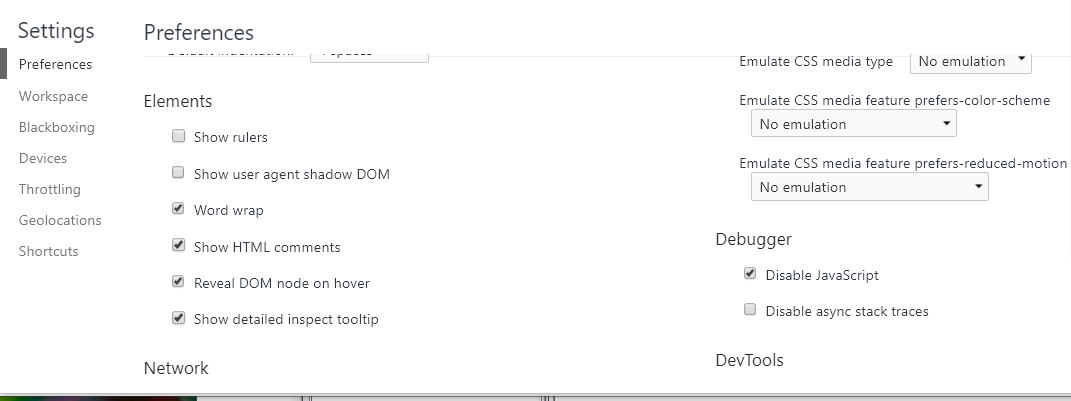 Settings
Preferences
Workspace
Blackboxing
Devices
Throttling
Geolocations
Shortcuts
Preferences
Elements
Show rulers
Show user agent shadow DOM
Word wrap
Show HTML comments
Reveal DOM node on hover
Show detailed inspect tooltip
Network
Emulate CSS media type No emulation
Emulate CSS media feature prefers-color-scheme
No emulation
Emulate CSS media feature prefers-reduced-motion
No emulation
Debugger
Disable JavaScript
Disable async stack traces
DevTools